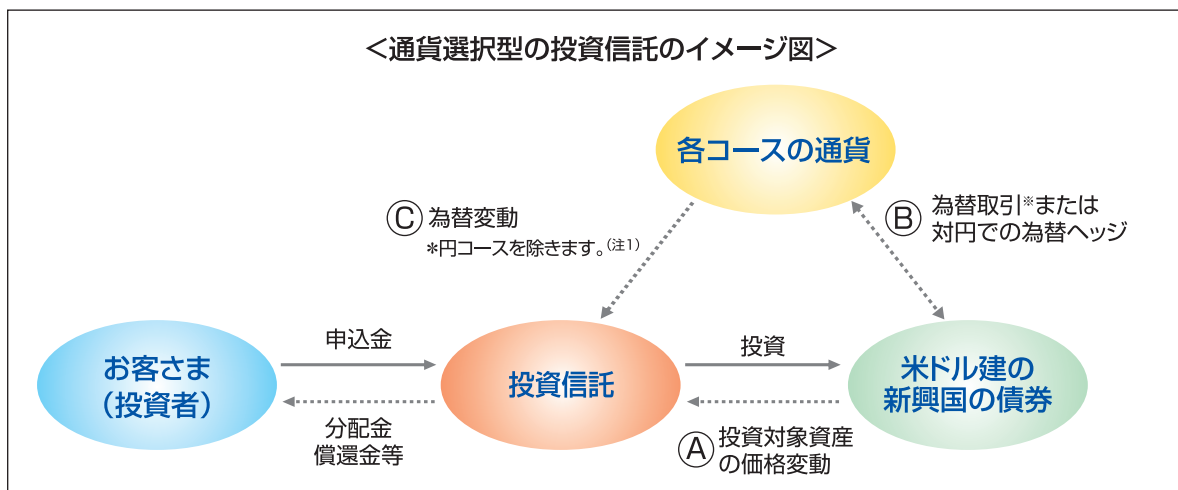 ＜通貨選択型の投資信託のイメージ図＞
各コースの通貨
Ⓒ 為替変動
＊円コースを除きます。(注1)
Ⓑ 為替取引※または
対円での為替ヘッジ
お客さま
（投資者）
申込金
分配金
償還金等
投資信託
投資
Ⓐ 投資対象資産
の価格変動
米ドル建の
新興国の債券